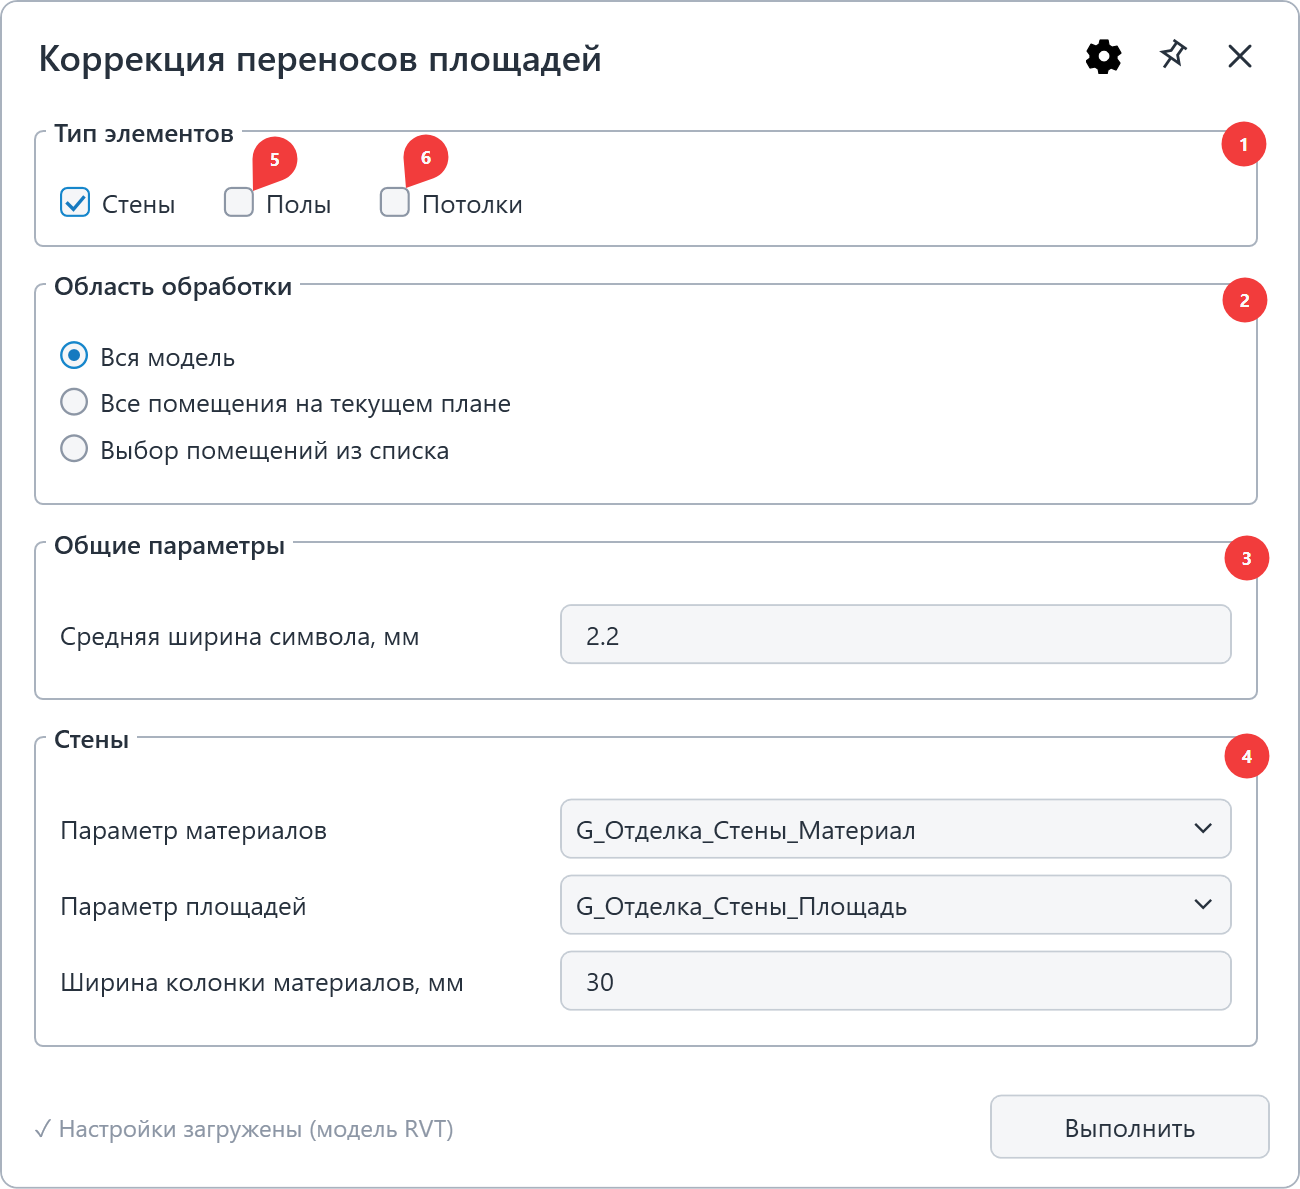 Коррекция переносов площадей
Тип элементов
1
5
6
Стены
Полы
Потолки
Область обработки
2
Вся модель
Все помещения на текущем плане
Выбор помещений из списка
Общие параметры
3
Средняя ширина символа, мм
2.2
Стены
4
Параметр материалов
G_Отделка_Стены_Материал
Параметр площадей
G_Отделка_Стены_Площадь
Ширина колонки материалов, мм
30
✓ Настройки загружены (модель RVT)
Выполнить